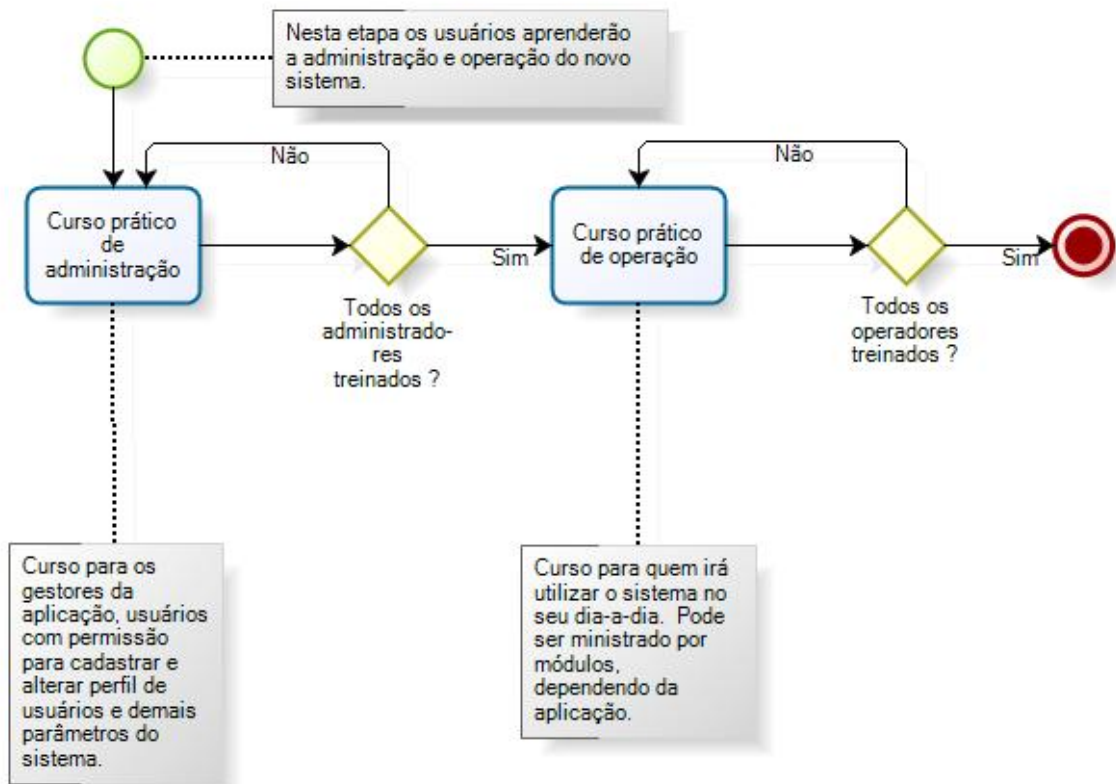 Nesta etapa os usuários aprenderão
a administração e operação do novo
sistema.
Não
Não
Curso prático
de
administração
Sim
Curso prático
de operação
Sim
Todos os
administrado-
res
treinados ?
Todos os
operadores
treinados ?
Curso para os
gestores da
aplicação, usuários
com permissão
para cadastrar e
alterar perfil de
usuários e demais
parâmetros do
sistema.
Curso para quem irá
utilizar o sistema no
seu dia-a-dia.  Pode
ser ministrado por
módulos,
dependendo da
aplicação.